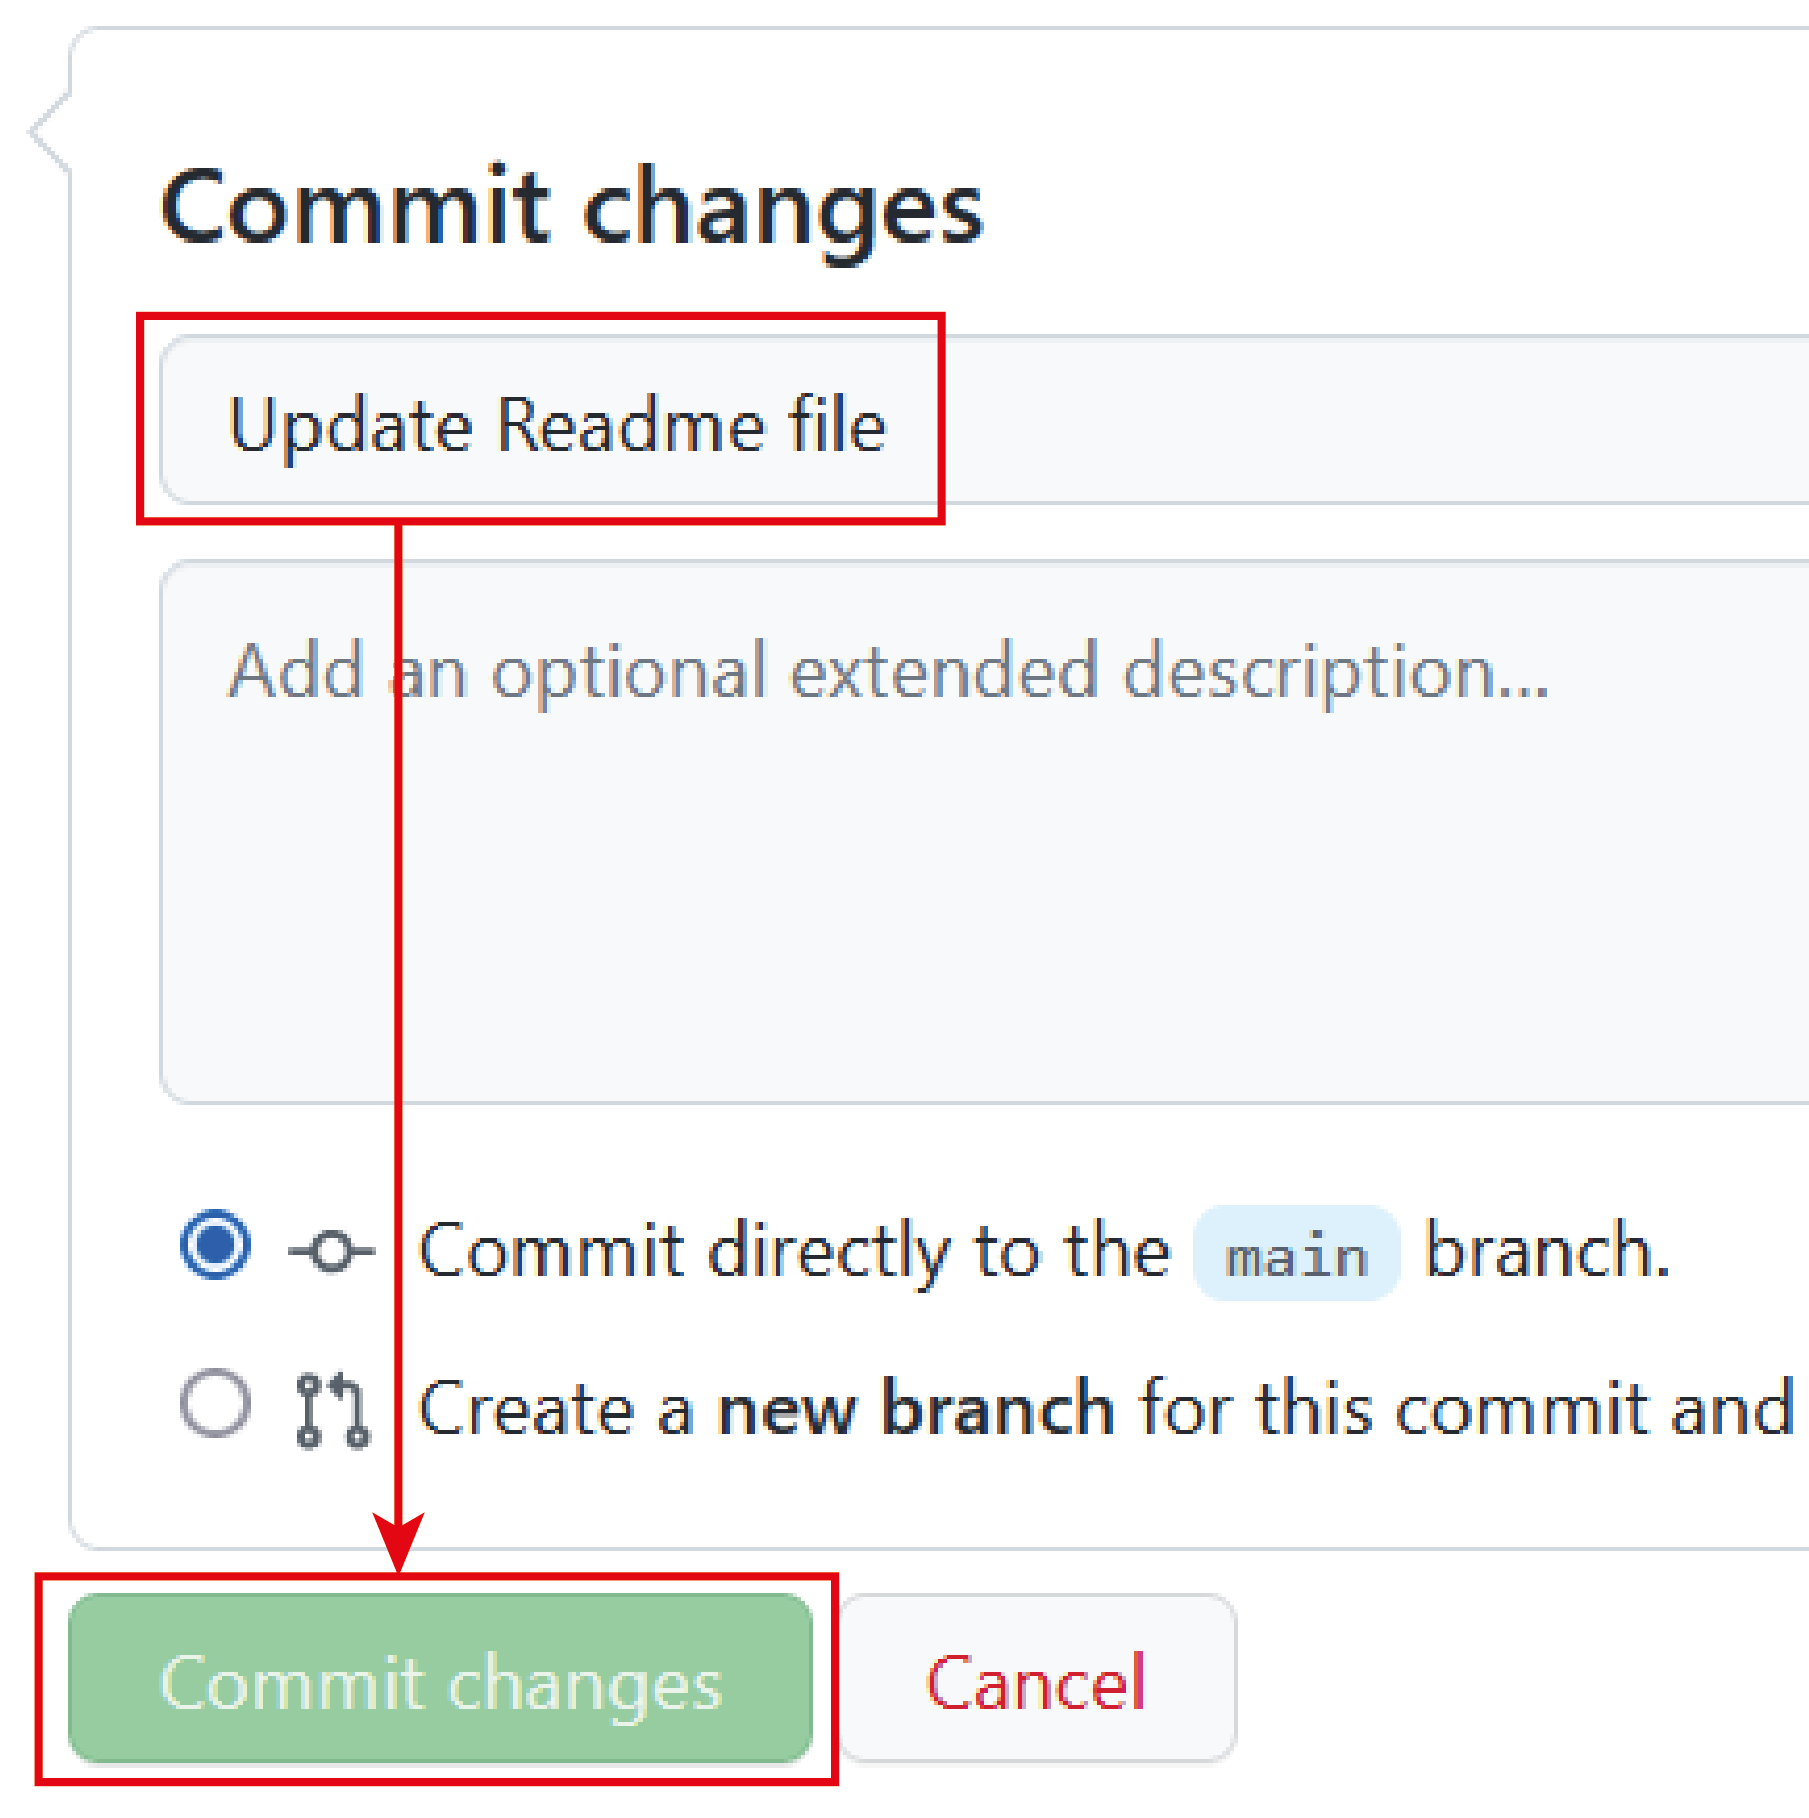 Commit changes
Update Readme file
Add an optional extended description...
Commit directly to the main branch.
Create a new branch for this commit and
Commit changes
Cancel